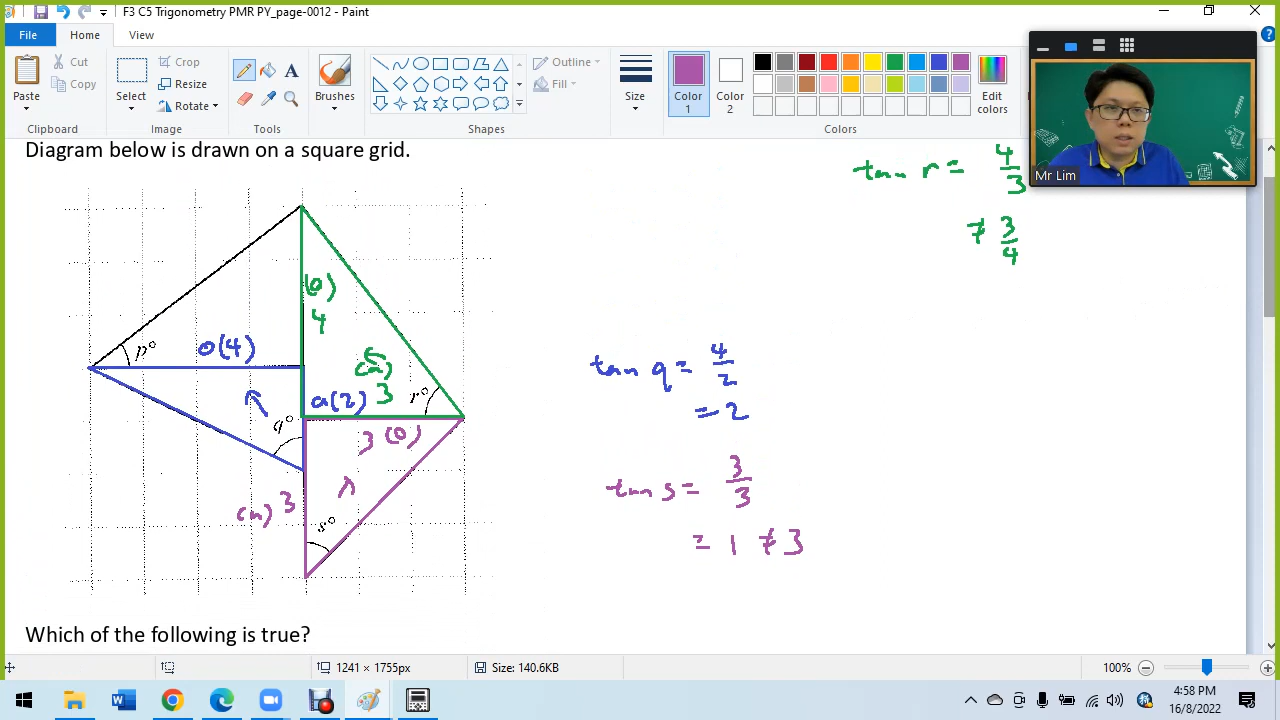 F3 C5 Trigonometry PMR PY_page-0012 - Paint
File Home View
Paste Cut Copy
Select Crop Resize Rotate
Brushes
Outline
Fill
Size
Color 1
Color 2
Edit colors
Clipboard Image Tools Shapes Colors
Mr Lim
Diagram below is drawn on a square grid.
tan r = 4/3
≠ 3/4
(o)
4
p°
o(4)
(a)
3
r°
a(2)
q°
3 (o)
(a) 3
s°
tan q = 4/2
= 2
tan s = 3/3
= 1 ≠ 3
Which of the following is true?
1241 × 1755px
Size: 140.6KB
100%
4:58 PM
16/8/2022